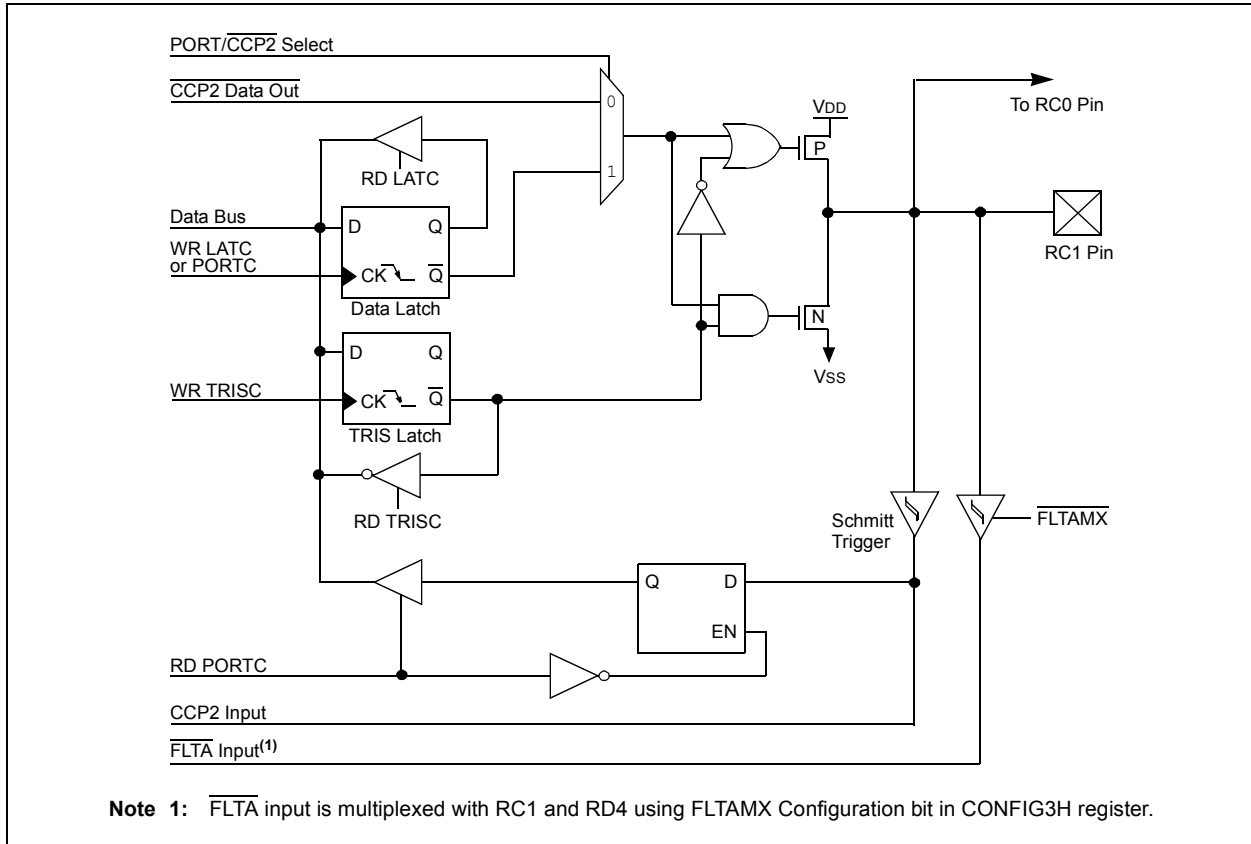 PORT/CCP2 Select
CCP2 Data Out
0
VDD
To RC0 Pin
P
RD LATC
1
Data Bus
D
Q
RC1 Pin
WR LATC
or PORTC
CK
Q
Data Latch
N
D
Q
VSS
WR TRISC
CK
Q
TRIS Latch
RD TRISC
Schmitt
Trigger
FLTAMX
Q
D
EN
RD PORTC
CCP2 Input
FLTA Input(1)
Note 1: FLTA input is multiplexed with RC1 and RD4 using FLTAMX Configuration bit in CONFIG3H register.